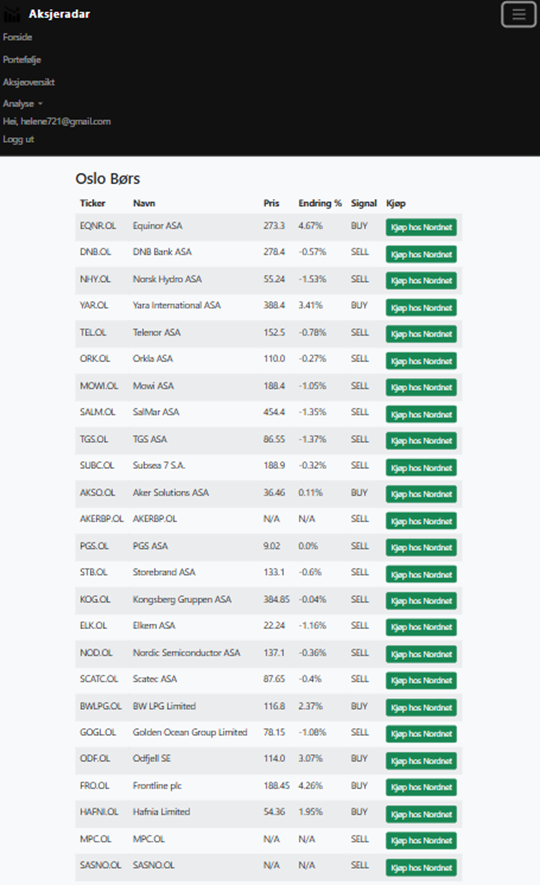 Aksjeradar
Forside
Portefølje
Aksjeoversikt
Analyse
Hei, helene721@gmail.com
Logg ut
Oslo Børs
Ticker Navn Pris Endring % Signal Kjøp
EQNR.OL Equinor ASA 273.3 4.67% BUY Kjøp hos Nordnet
DNB.OL DNB Bank ASA 278.4 -0.57% SELL Kjøp hos Nordnet
NHY.OL Norsk Hydro ASA 55.24 -1.53% SELL Kjøp hos Nordnet
YAR.OL Yara International ASA 388.4 3.41% BUY Kjøp hos Nordnet
TEL.OL Telenor ASA 152.5 -0.78% SELL Kjøp hos Nordnet
ORK.OL Orkla ASA 110.0 -0.27% SELL Kjøp hos Nordnet
MOWI.OL Mowi ASA 188.4 -1.05% SELL Kjøp hos Nordnet
SALM.OL SalMar ASA 454.4 -1.35% SELL Kjøp hos Nordnet
TGS.OL TGS ASA 86.55 -1.37% SELL Kjøp hos Nordnet
SUBC.OL Subsea 7 S.A. 188.9 -0.32% SELL Kjøp hos Nordnet
AKSO.OL Aker Solutions ASA 36.46 0.11% BUY Kjøp hos Nordnet
AKERBP.OL AKERBP.OL N/A N/A SELL Kjøp hos Nordnet
PGS.OL PGS ASA 9.02 0.0% SELL Kjøp hos Nordnet
STB.OL Storebrand ASA 133.1 -0.6% SELL Kjøp hos Nordnet
KOG.OL Kongsberg Gruppen ASA 384.85 -0.04% SELL Kjøp hos Nordnet
ELK.OL Elkem ASA 22.24 -1.16% SELL Kjøp hos Nordnet
NOD.OL Nordic Semiconductor ASA 137.1 -0.36% SELL Kjøp hos Nordnet
SCATC.OL Scatec ASA 87.65 -0.4% SELL Kjøp hos Nordnet
BWLPG.OL BW LPG Limited 116.8 2.37% BUY Kjøp hos Nordnet
GOGL.OL Golden Ocean Group Limited 78.15 -1.08% SELL Kjøp hos Nordnet
ODF.OL Odfjell SE 114.0 3.07% BUY Kjøp hos Nordnet
FRO.OL Frontline plc 188.45 4.26% BUY Kjøp hos Nordnet
HAFNI.OL Hafnia Limited 54.36 1.95% BUY Kjøp hos Nordnet
MPC.OL MPC.OL N/A N/A SELL Kjøp hos Nordnet
SASNO.OL SASNO.OL N/A N/A SELL Kjøp hos Nordnet